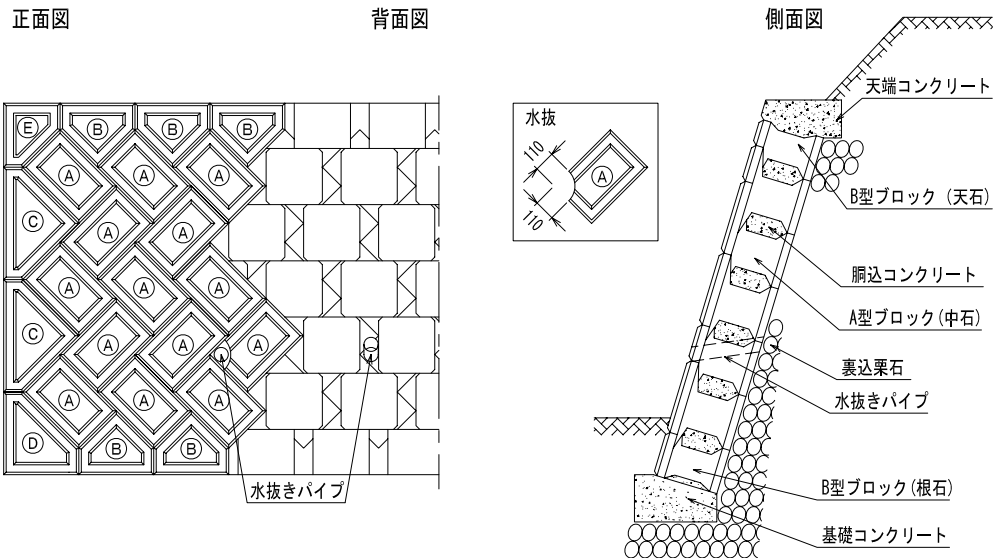 正面図
背面図
側面図
E
B
B
B
A
A
A
C
A
A
A
A
A
C
A
A
A
A
A
A
D
B
B
水抜きパイプ
水抜
110
110
A
天端コンクリート
B型ブロック (天石)
胴込コンクリート
A型ブロック(中石)
裏込栗石
水抜きパイプ
B型ブロック(根石)
基礎コンクリート